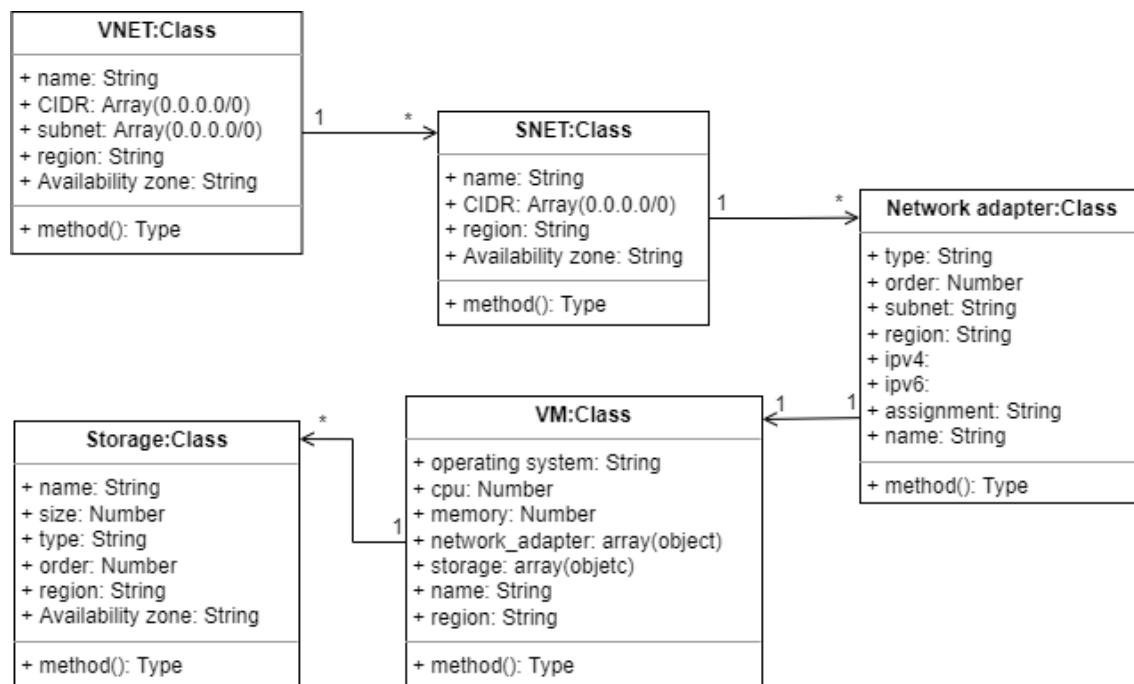 VNET:Class
+ name: String
+ CIDR: Array(0.0.0.0/0)
+ subnet: Array(0.0.0.0/0)
+ region: String
+ Availability zone: String
+ method(): Type
1
*
SNET:Class
+ name: String
+ CIDR: Array(0.0.0.0/0)
+ region: String
+ Availability zone: String
+ method(): Type
1
*
Network adapter:Class
+ type: String
+ order: Number
+ subnet: String
+ region: String
+ ipv4:
+ ipv6:
+ assignment: String
+ name: String
+ method(): Type
1
1
VM:Class
+ operating system: String
+ cpu: Number
+ memory: Number
+ network_adapter: array(object)
+ storage: array(objetc)
+ name: String
+ region: String
+ method(): Type
1
*
Storage:Class
+ name: String
+ size: Number
+ type: String
+ order: Number
+ region: String
+ Availability zone: String
+ method(): Type